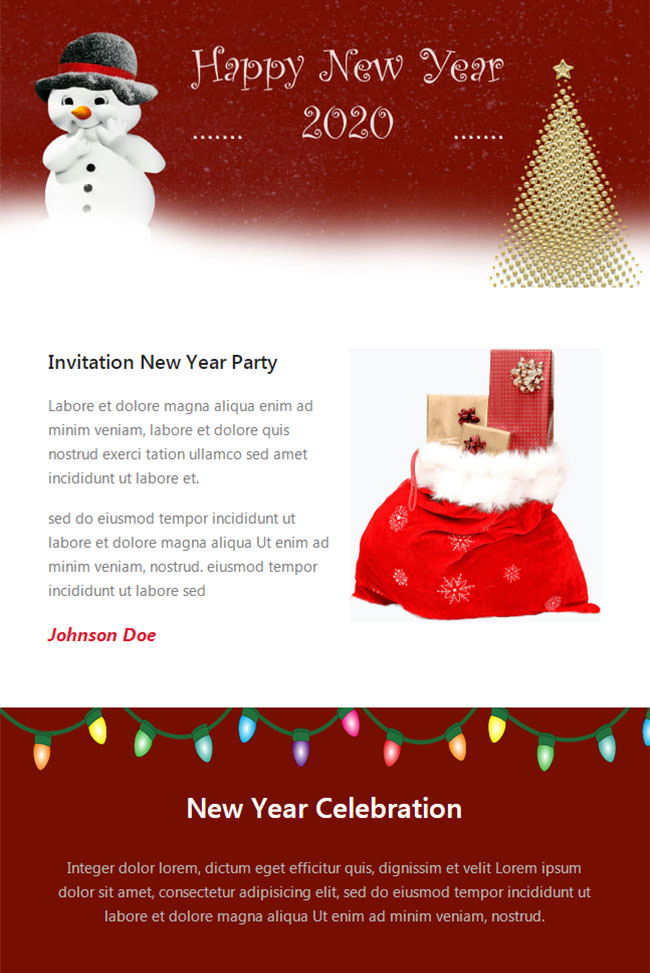 Happy New Year
....... 2020 .......
Invitation New Year Party
Labore et dolore magna aliqua enim ad
minim veniam, labore et dolore quis
nostrud exerci tation ullamco sed amet
incididunt ut labore et.
sed do eiusmod tempor incididunt ut
labore et dolore magna aliqua Ut enim ad
minim veniam, nostrud. eiusmod tempor
incididunt ut labore sed
Johnson Doe
New Year Celebration
Integer dolor lorem, dictum eget efficitur quis, dignissim et velit Lorem ipsum
dolor sit amet, consectetur adipisicing elit, sed do eiusmod tempor incididunt ut
labore et dolore magna aliqua Ut enim ad minim veniam, nostrud.